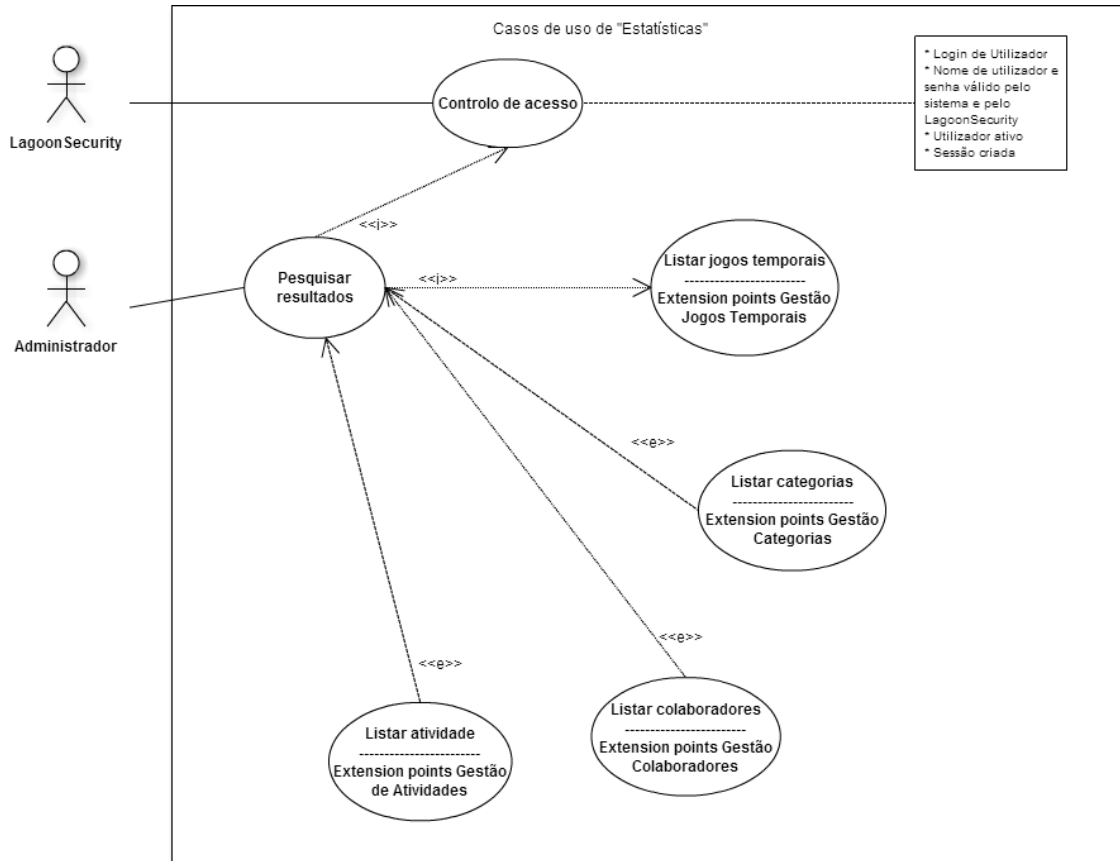 Casos de uso de "Estatísticas"
* Login de Utilizador
* Nome de utilizador e
senha válido pelo
sistema e pelo
LagoonSecurity
* Utilizador ativo
* Sessão criada
Controlo de acesso
LagoonSecurity
<<i>>
Listar jogos temporais
------------------------
Extension points Gestão
Jogos Temporais
<<i>>
Pesquisar
resultados
Administrador
<<e>>
Listar categorias
------------------------
Extension points Gestão
Categorias
<<e>>
<<e>>
Listar colaboradores
------------------------
Extension points Gestão
Colaboradores
Listar atividade
------------------------
Extension points Gestão
de Atividades